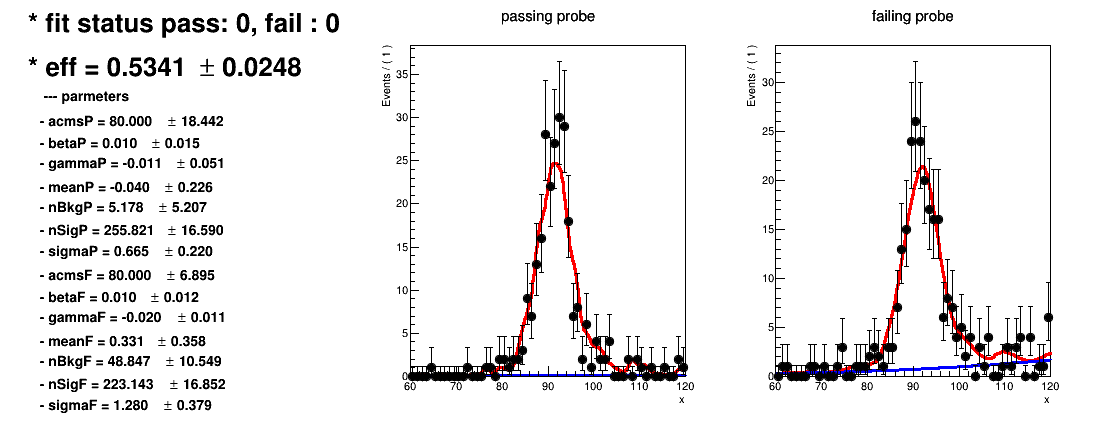 * fit status pass: 0, fail : 0
* eff = 0.5341 ± 0.0248
--- parmeters
- acmsP = 80.000 ± 18.442
- betaP = 0.010 ± 0.015
- gammaP = -0.011 ± 0.051
- meanP = -0.040 ± 0.226
- nBkgP = 5.178 ± 5.207
- nSigP = 255.821 ± 16.590
- sigmaP = 0.665 ± 0.220
- acmsF = 80.000 ± 6.895
- betaF = 0.010 ± 0.012
- gammaF = -0.020 ± 0.011
- meanF = 0.331 ± 0.358
- nBkgF = 48.847 ± 10.549
- nSigF = 223.143 ± 16.852
- sigmaF = 1.280 ± 0.379
passing probe
Events / ( 1 )
35
30
25
20
15
10
5
0
60 70 80 90 100 110 120
x
failing probe
Events / ( 1 )
30
25
20
15
10
5
0
60 70 80 90 100 110 120
x